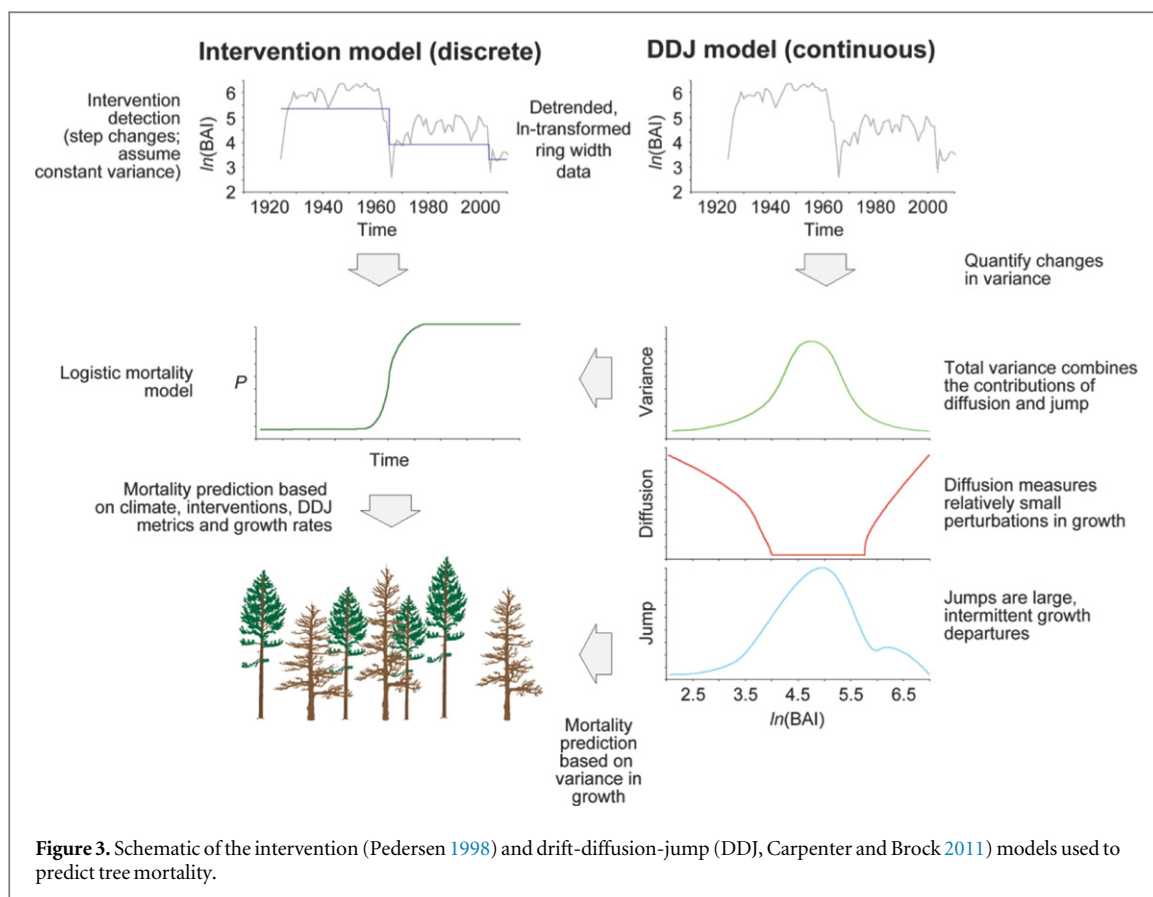 Intervention model (discrete)
DDJ model (continuous)
Intervention
detection
(step changes;
assume
constant variance)
ln(BAI)
6
5
4
3
2
1920 1940 1960 1980 2000
Time
Detrended,
ln-transformed
ring width
data
ln(BAI)
6
5
4
3
2
1920 1940 1960 1980 2000
Time
Quantify changes
in variance
Logistic mortality
model
P
Time
Variance
Total variance combines
the contributions of
diffusion and jump
Mortality prediction based
on climate, interventions, DDJ
metrics and growth rates
Diffusion
Diffusion measures
relatively small
perturbations in growth
Jump
Jumps are large,
intermittent growth
departures
2.5 3.5 4.5 5.5 6.5
ln(BAI)
Mortality
prediction
based on
variance in
growth
Figure 3. Schematic of the intervention (Pedersen 1998) and drift-diffusion-jump (DDJ, Carpenter and Brock 2011) models used to
predict tree mortality.